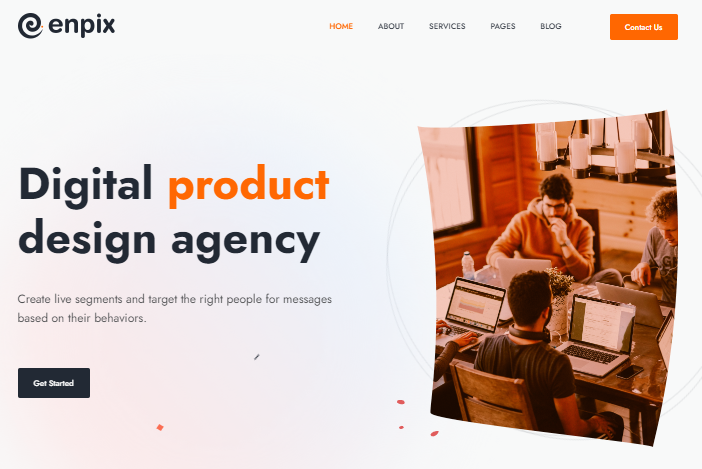 enpix
HOME ABOUT SERVICES PAGES BLOG
Contact Us
Digital product
design agency
Create live segments and target the right people for messages
based on their behaviors.
Get Started